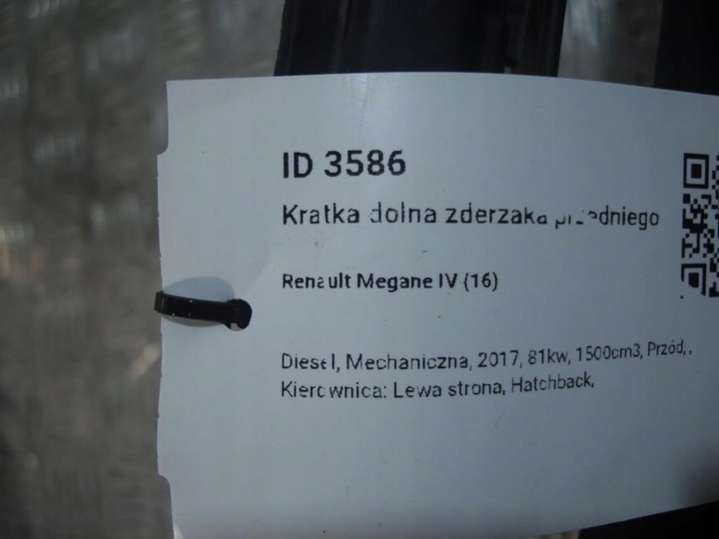 ID 3586
Kratka dolna zderzaka przedniego
Renault Megane IV (16)
Diesel, Mechaniczna, 2017, 81kw, 1500cm3, Przód, ,
Kierownica: Lewa strona, Hatchback,